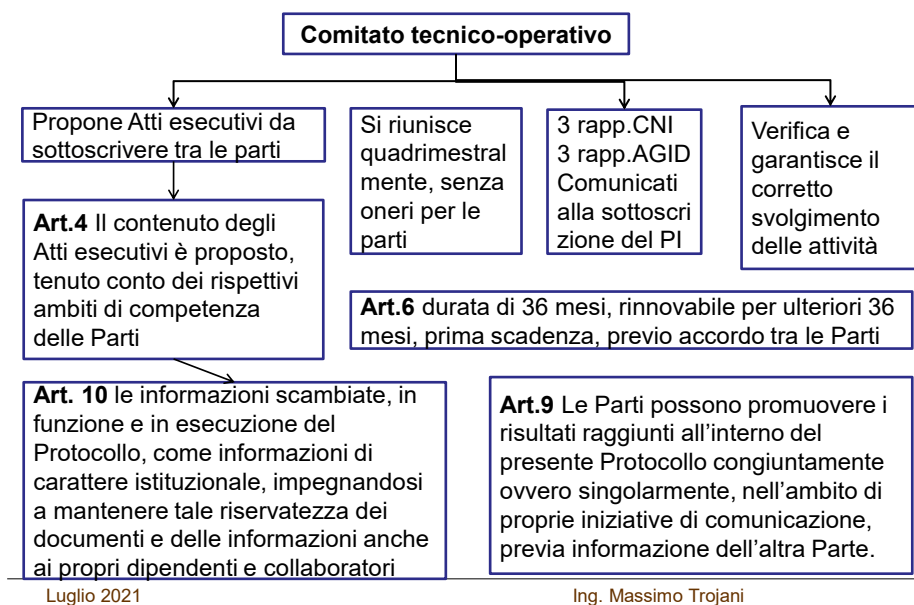 Comitato tecnico-operativo
Propone Atti esecutivi da
sottoscrivere tra le parti
Si riunisce
quadrimestral
mente, senza
oneri per le
parti
3 rapp.CNI
3 rapp.AGID
Comunicati
alla sottoscri
zione del PI
Verifica e
garantisce il
corretto
svolgimento
delle attività
Art.4 Il contenuto degli
Atti esecutivi è proposto,
tenuto conto dei rispettivi
ambiti di competenza
delle Parti
Art.6 durata di 36 mesi, rinnovabile per ulteriori 36
mesi, prima scadenza, previo accordo tra le Parti
Art. 10 le informazioni scambiate, in
funzione e in esecuzione del
Protocollo, come informazioni di
carattere istituzionale, impegnandosi
a mantenere tale riservatezza dei
documenti e delle informazioni anche
ai propri dipendenti e collaboratori
Art.9 Le Parti possono promuovere i
risultati raggiunti all’interno del
presente Protocollo congiuntamente
ovvero singolarmente, nell’ambito di
proprie iniziative di comunicazione,
previa informazione dell’altra Parte.
Luglio 2021
Ing. Massimo Trojani